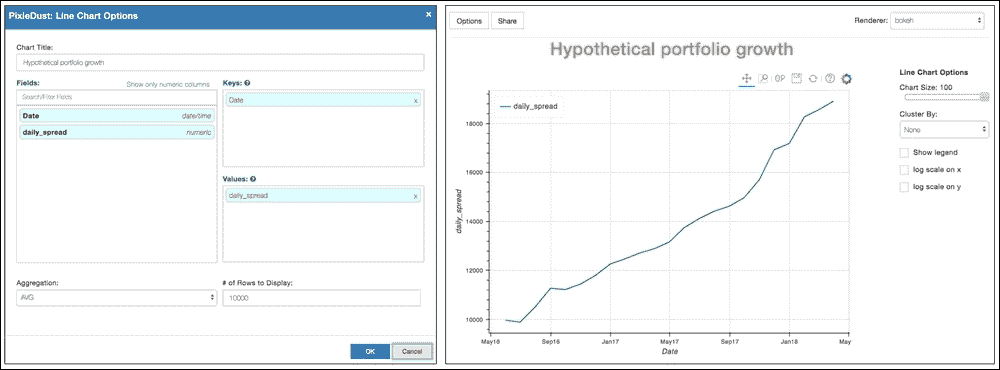 PixieDust: Line Chart Options
×
Chart Title:
Hypothetical portfolio growth
Fields:
Show only numeric columns
Search/Filter Fields
Date date/time
daily_spread numeric
Keys:
Date x
Values:
daily_spread x
Aggregation:
AVG
# of Rows to Display:
10000
OK
Cancel
Options
Share
Renderer:
bokeh
Hypothetical portfolio growth
daily_spread
18000
16000
14000
12000
10000
daily_spread
May16
Sep16
Jan17
May17
Sep17
Jan18
May
Date
Line Chart Options
Chart Size: 100
Cluster By:
None
Show legend
log scale on x
log scale on y